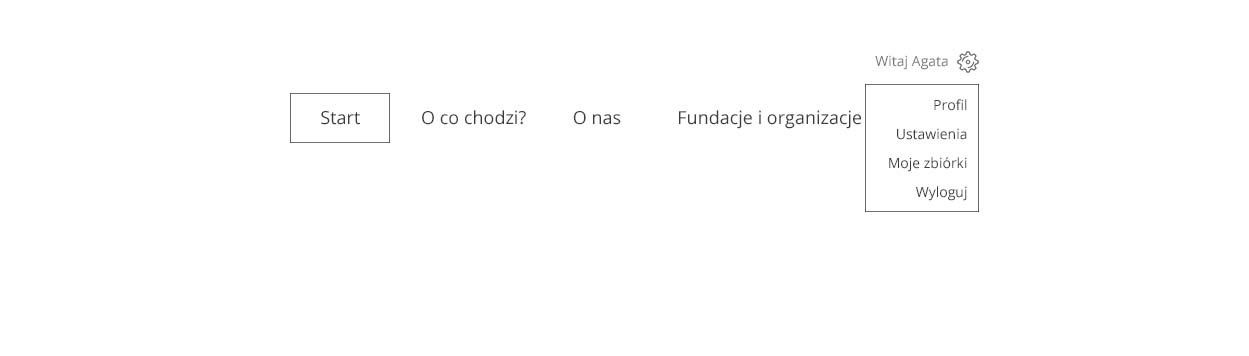 Witaj Agata
Start
O co chodzi?
O nas
Fundacje i organizacje
Profil
Ustawienia
Moje zbiórki
Wyloguj